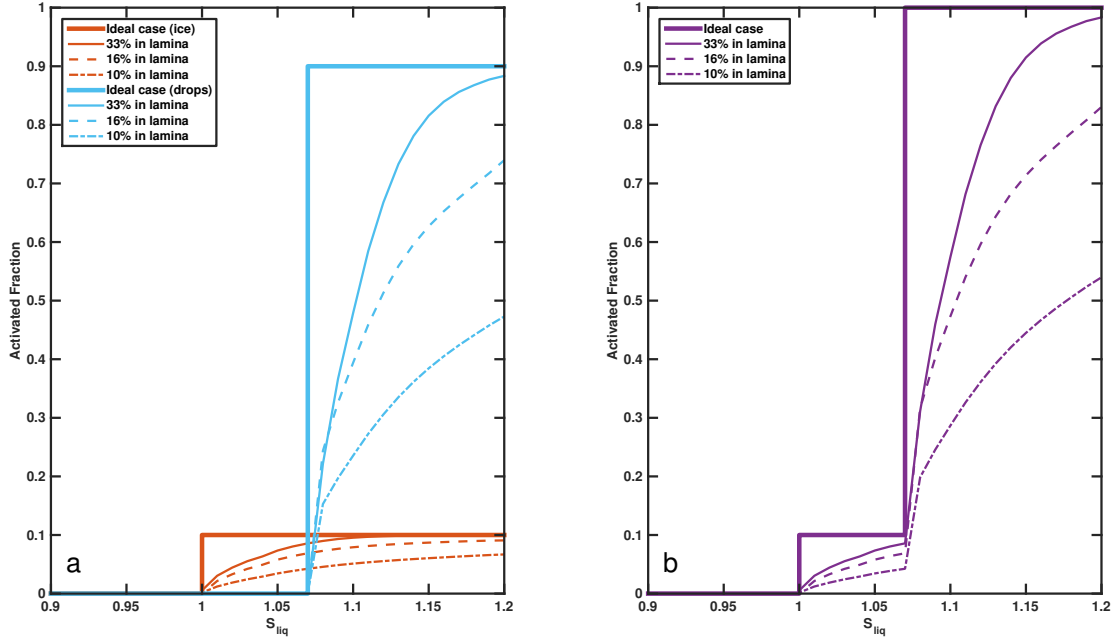 Ideal case (ice)
33% in lamina
16% in lamina
10% in lamina
Ideal case (drops)
33% in lamina
16% in lamina
10% in lamina
1
0.9
0.8
0.7
0.6
0.5
0.4
0.3
0.2
0.1
0
Activated Fraction
a
0.9 0.95 1 1.05 1.1 1.15 1.2
S_liq
Ideal case
33% in lamina
16% in lamina
10% in lamina
1
0.9
0.8
0.7
0.6
0.5
0.4
0.3
0.2
0.1
0
Activated Fraction
b
0.9 0.95 1 1.05 1.1 1.15 1.2
S_liq